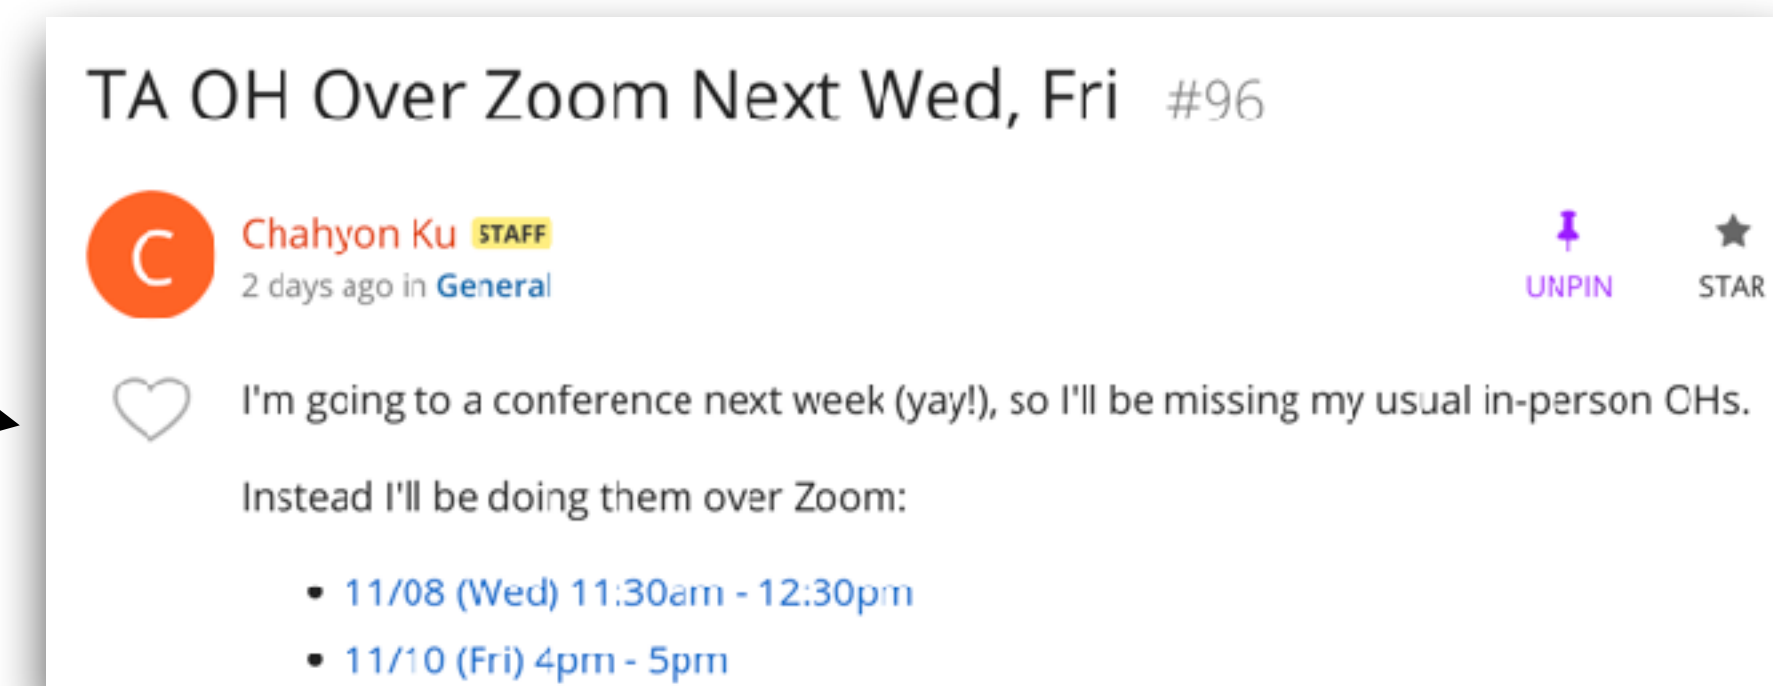 TA OH Over Zoom Next Wed, Fri #96
C
Chahyon Ku STAFF
2 days ago in General
UNPIN
STAR
I'm going to a conference next week (yay!), so I'll be missing my usual in-person OHs.
Instead I'll be doing them over Zoom:
• 11/08 (Wed) 11:30am - 12:30pm
• 11/10 (Fri) 4pm - 5pm